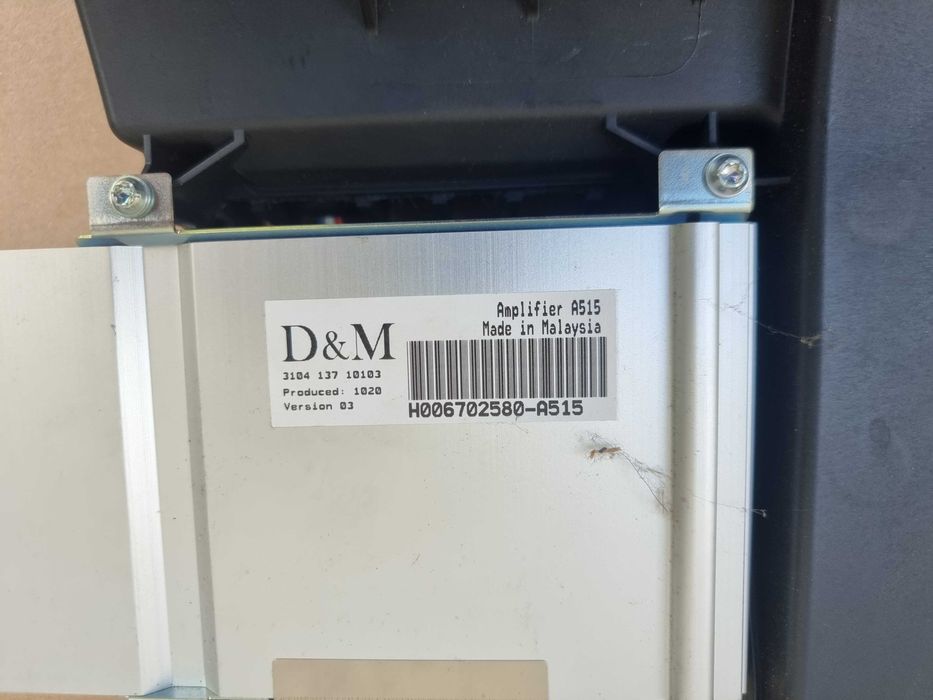 Amplifier A515
Made in Malaysia
D&M
3104 137 10103
Produced: 1020
Version 03
H006702580-A515